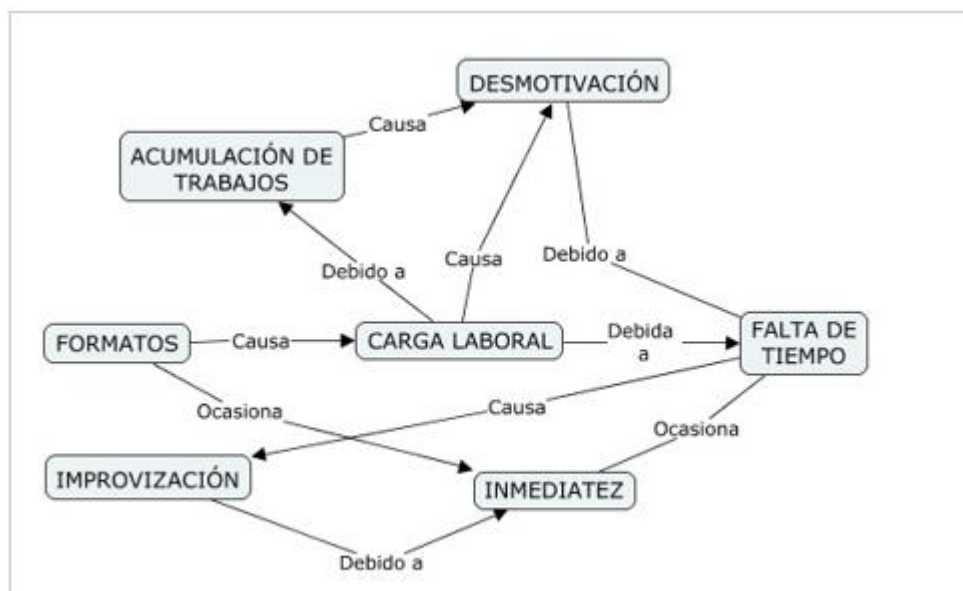 DESMOTIVACIÓN
Causa
ACUMULACIÓN DE
TRABAJOS
Debido a
Causa
Debido a
FORMATOS
Causa
CARGA LABORAL
Debida
a
FALTA DE
TIEMPO
Ocasiona
Causa
Ocasiona
IMPROVIZACIÓN
INMEDIATEZ
Debido a